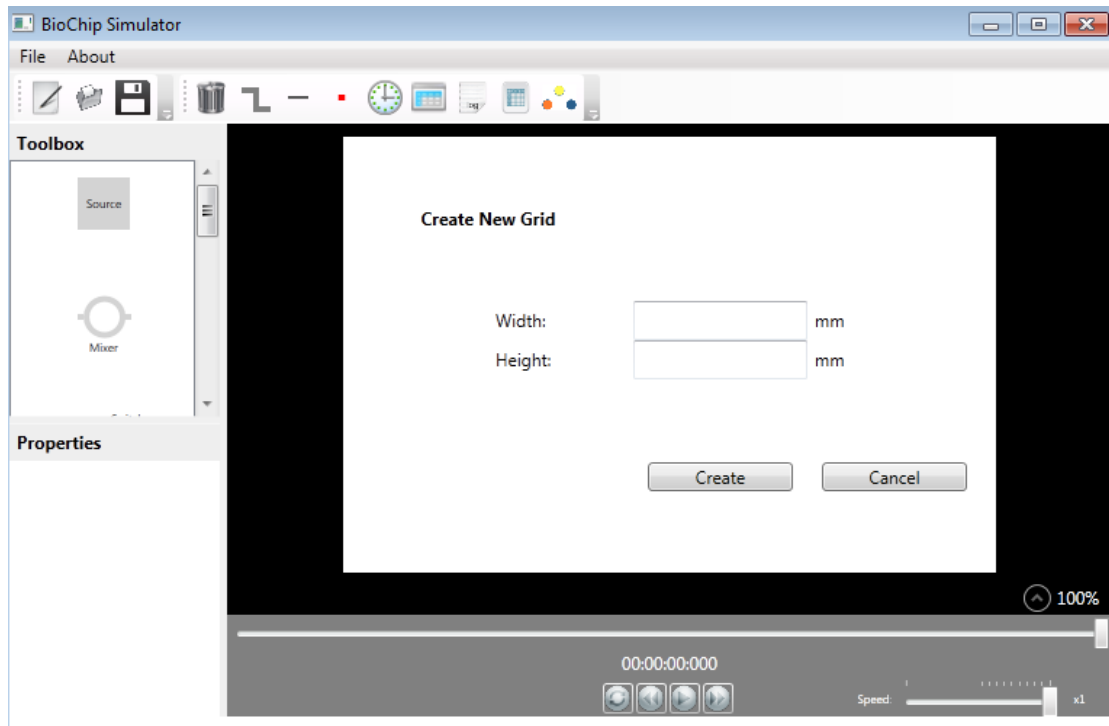 BioChip Simulator
File About
log
Toolbox
Source
Mixer
Properties
Create New Grid
Width: mm
Height: mm
Create Cancel
100%
00:00:00:000
Speed: x1